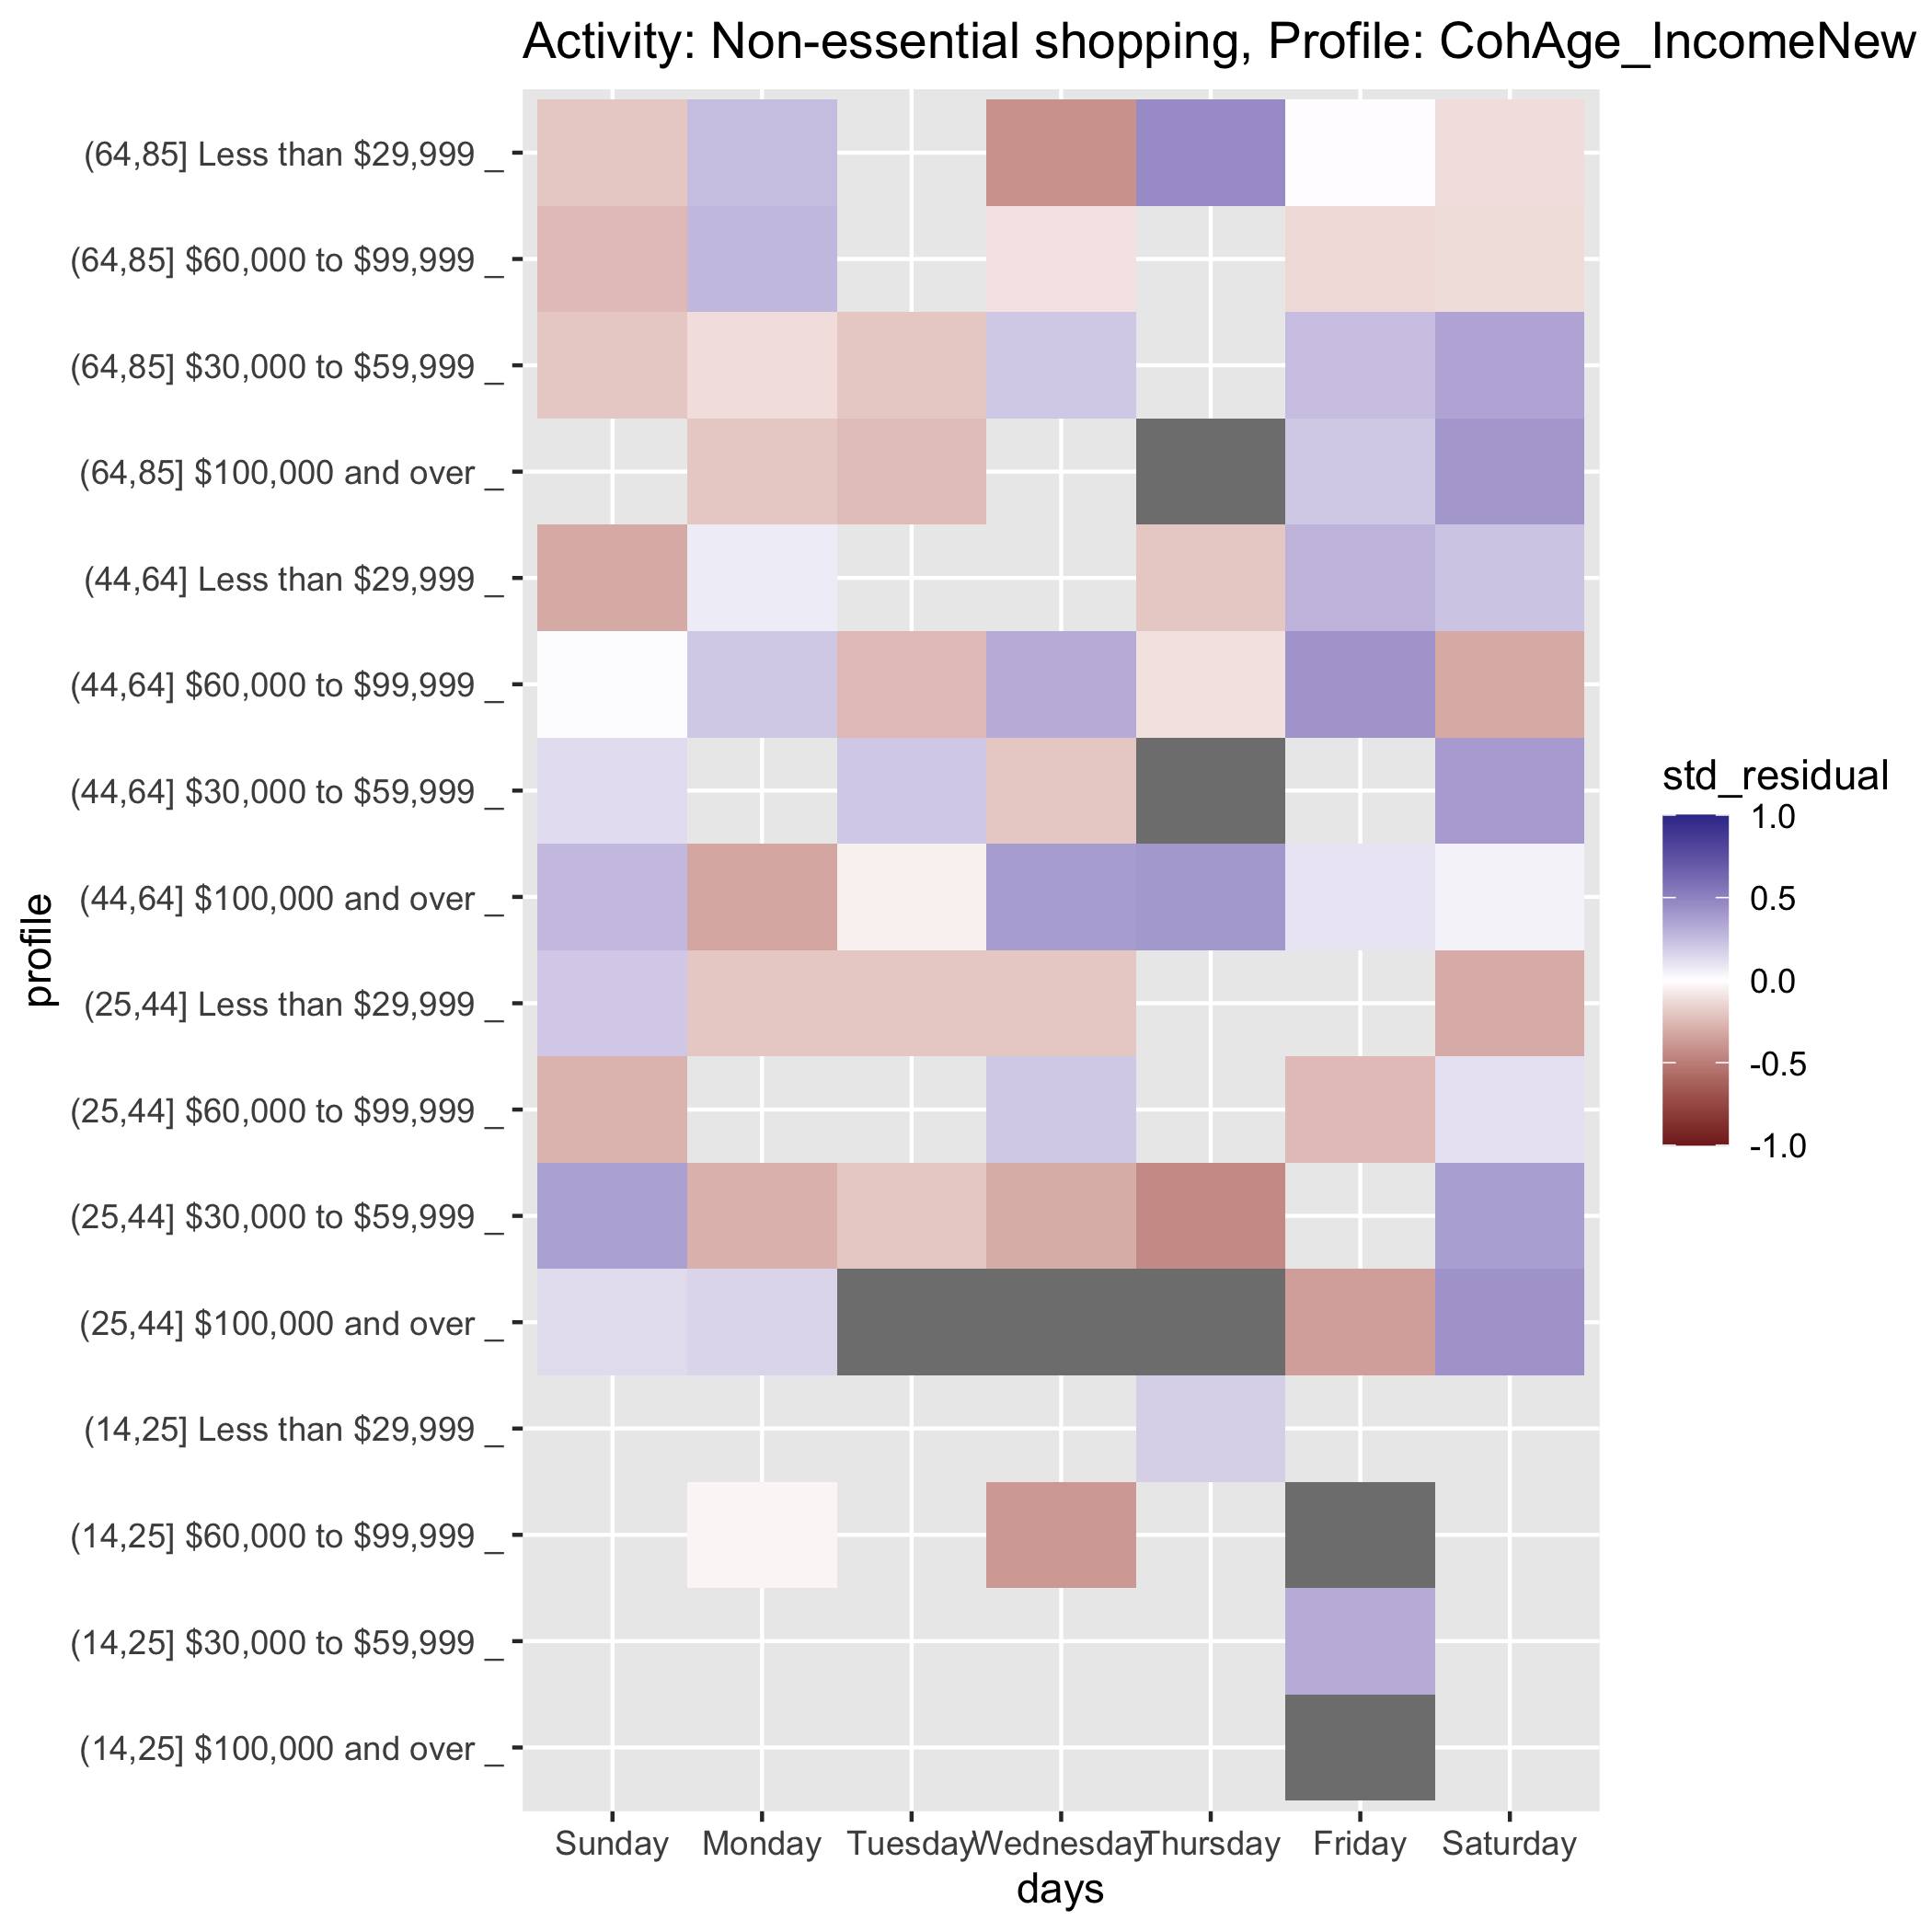 Activity: Non-essential shopping, Profile: CohAge_IncomeNew
(64,85] Less than $29,999 _
(64,85] $60,000 to $99,999 _
(64,85] $30,000 to $59,999 _
(64,85] $100,000 and over _
(44,64] Less than $29,999 _
(44,64] $60,000 to $99,999 _
(44,64] $30,000 to $59,999 _
(44,64] $100,000 and over _
(25,44] Less than $29,999 _
(25,44] $60,000 to $99,999 _
(25,44] $30,000 to $59,999 _
(25,44] $100,000 and over _
(14,25] Less than $29,999 _
(14,25] $60,000 to $99,999 _
(14,25] $30,000 to $59,999 _
(14,25] $100,000 and over _
profile
Sunday Monday Tuesday Wednesday Thursday Friday Saturday
days
std_residual
1.0
0.5
0.0
-0.5
-1.0